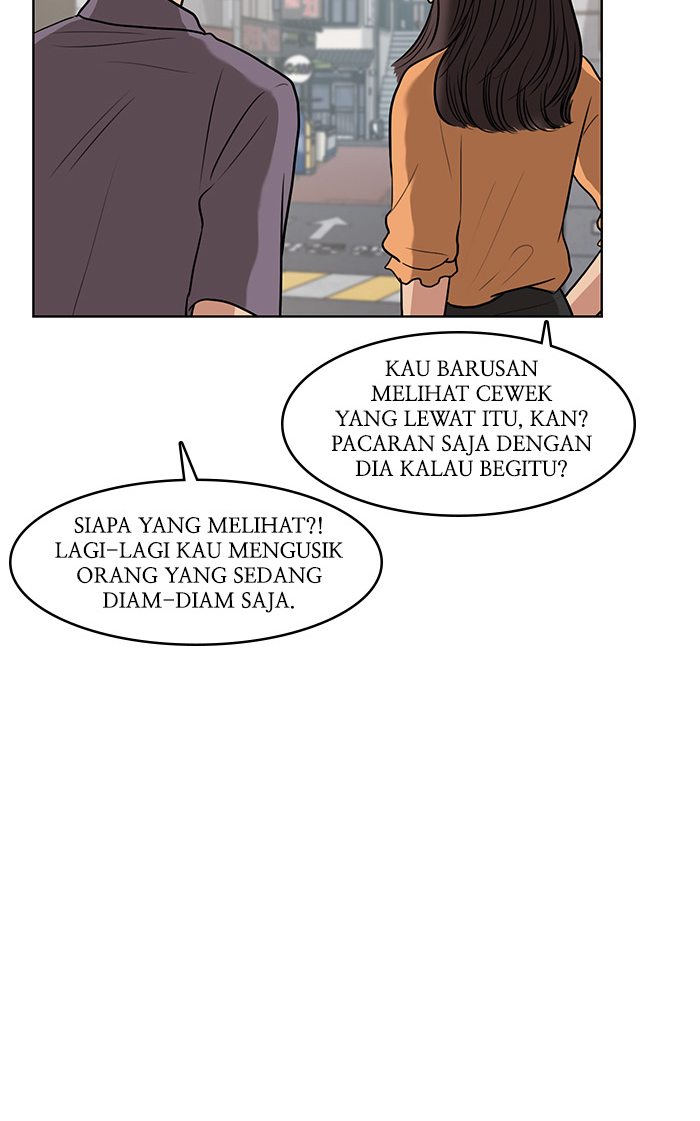 KAU BARUSAN
MELIHAT CEWEK
YANG LEWAT ITU, KAN?
PACARAN SAJA DENGAN
DIA KALAU BEGITU?
SIAPA YANG MELIHAT?!
LAGI-LAGI KAU MENGUSIK
ORANG YANG SEDANG
DIAM-DIAM SAJA.